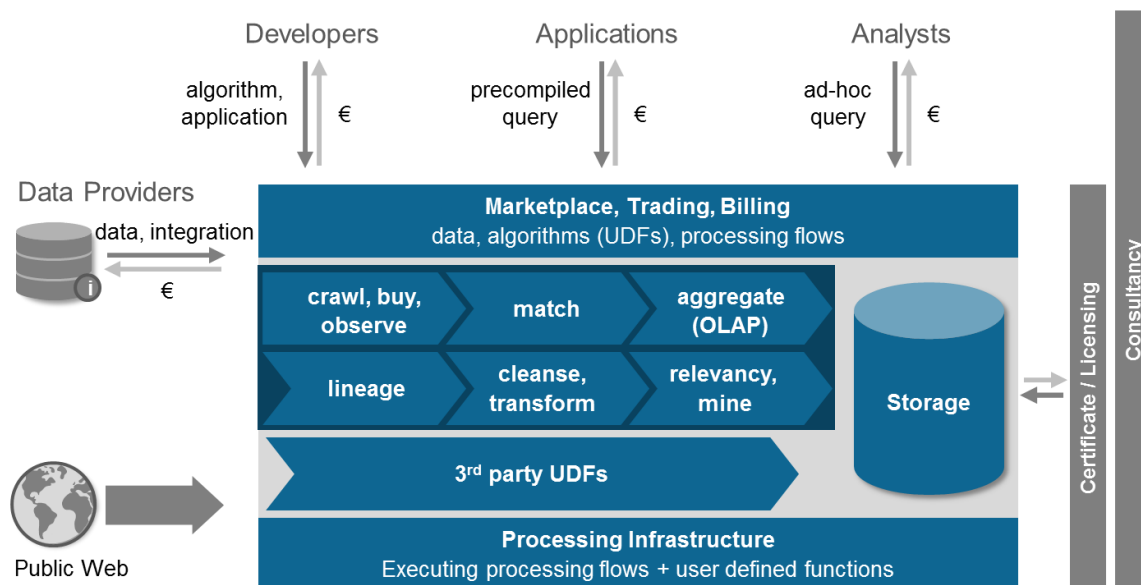 Developers
Applications
Analysts
algorithm,
application
€
precompiled
query
€
ad-hoc
query
€
Data Providers
data, integration
€
i
Marketplace, Trading, Billing
data, algorithms (UDFs), processing flows
crawl, buy,
observe
match
aggregate
(OLAP)
lineage
cleanse,
transform
relevancy,
mine
Storage
3rd party UDFs
Public Web
Processing Infrastructure
Executing processing flows + user defined functions
Certificate / Licensing
Consultancy